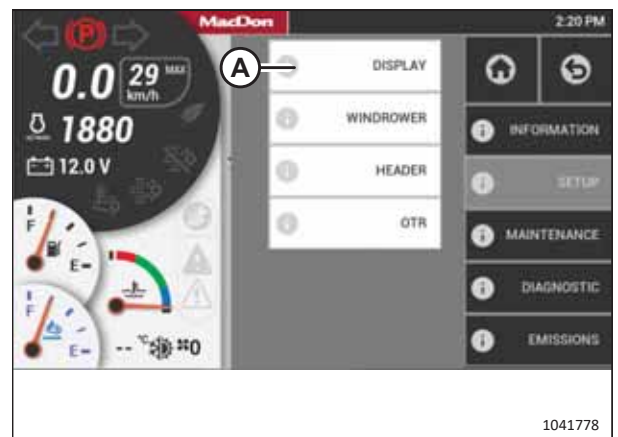 MacDon
2:20 PM
P
0.0
29 MAX
km/h
1880
12.0 V
F
E
F
E
-- °C
0
A
DISPLAY
WINDROWER
HEADER
OTR
INFORMATION
SETUP
MAINTENANCE
DIAGNOSTIC
EMISSIONS
1041778